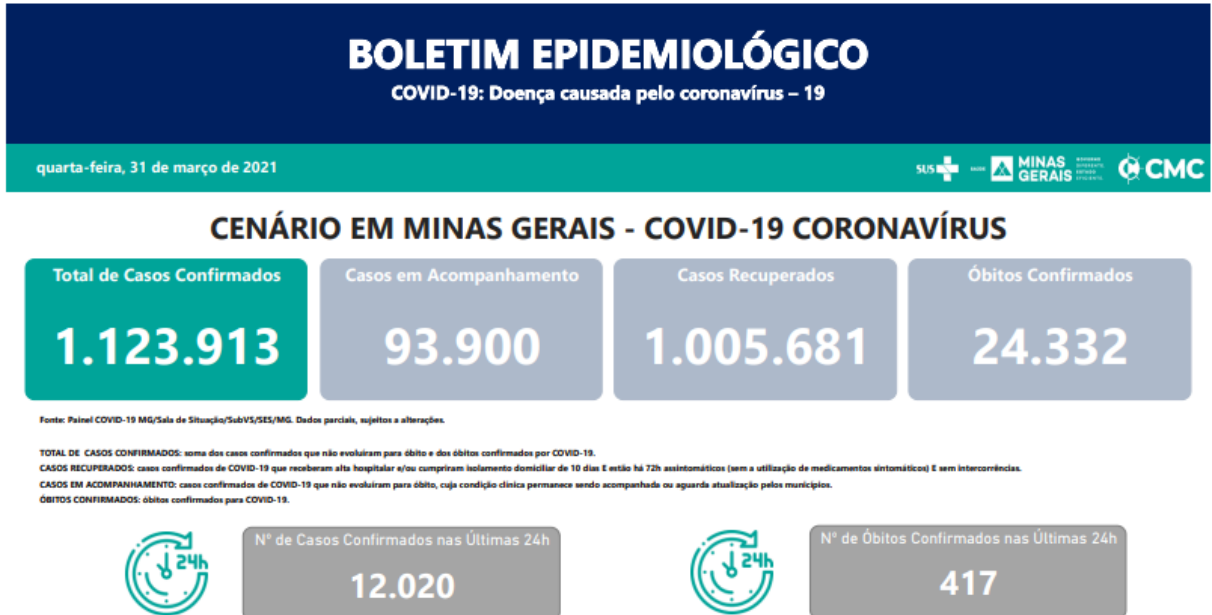 BOLETIM EPIDEMIOLÓGICO
COVID-19: Doença causada pelo coronavírus – 19
quarta-feira, 31 de março de 2021
SUS
MINAS GERAIS
CMC
CENÁRIO EM MINAS GERAIS - COVID-19 CORONAVÍRUS
Total de Casos Confirmados
1.123.913
Casos em Acompanhamento
93.900
Casos Recuperados
1.005.681
Óbitos Confirmados
24.332
Fonte: Painel COVID-19 MG/Sala de Situação/SubVS/SES/MG. Dados parciais, sujeitos a alterações.
TOTAL DE CASOS CONFIRMADOS: soma dos casos confirmados que não evoluíram para óbito e dos óbitos confirmados por COVID-19.
CASOS RECUPERADOS: casos confirmados de COVID-19 que receberam alta hospitalar e/ou cumpriram isolamento domiciliar de 10 dias E estão há 72h assintomáticos (sem a utilização de medicamentos sintomáticos) E sem intercorrências.
CASOS EM ACOMPANHAMENTO: casos confirmados de COVID-19 que não evoluíram para óbito, cuja condição clínica permanece sendo acompanhada ou aguarda atualização pelos municípios.
ÓBITOS CONFIRMADOS: óbitos confirmados para COVID-19.
24h
Nº de Casos Confirmados nas Últimas 24h
12.020
24h
Nº de Óbitos Confirmados nas Últimas 24h
417